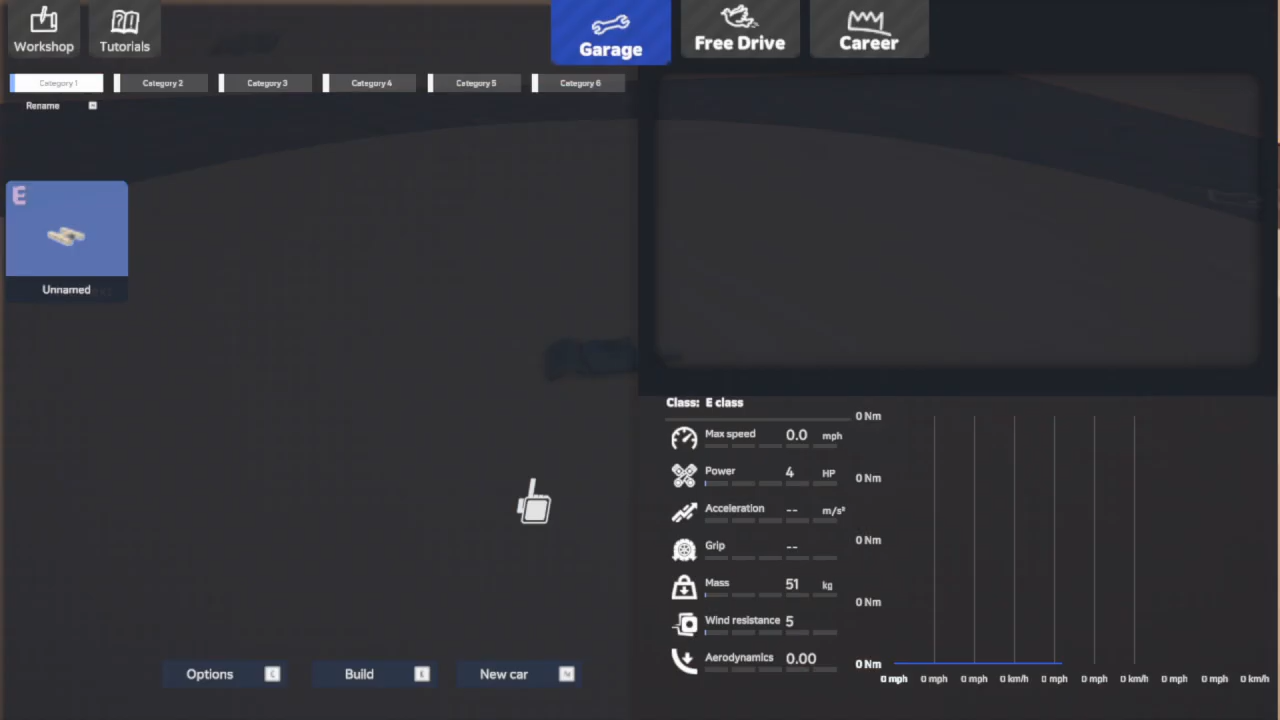 Workshop
Tutorials
Garage
Free Drive
Career
Category 1
Category 2
Category 3
Category 4
Category 5
Category 6
Rename
E
Unnamed
Class: E class
Max speed 0.0 mph
Power 4 HP
Acceleration -- m/s²
Grip --
Mass 51 kg
Wind resistance 5
Aerodynamics 0.00
0 Nm
0 Nm
0 Nm
0 Nm
0 Nm
0 mph 0 mph 0 mph 0 km/h 0 mph 0 mph 0 km/h 0 mph 0 mph 0 km/h
Options C
Build
New car